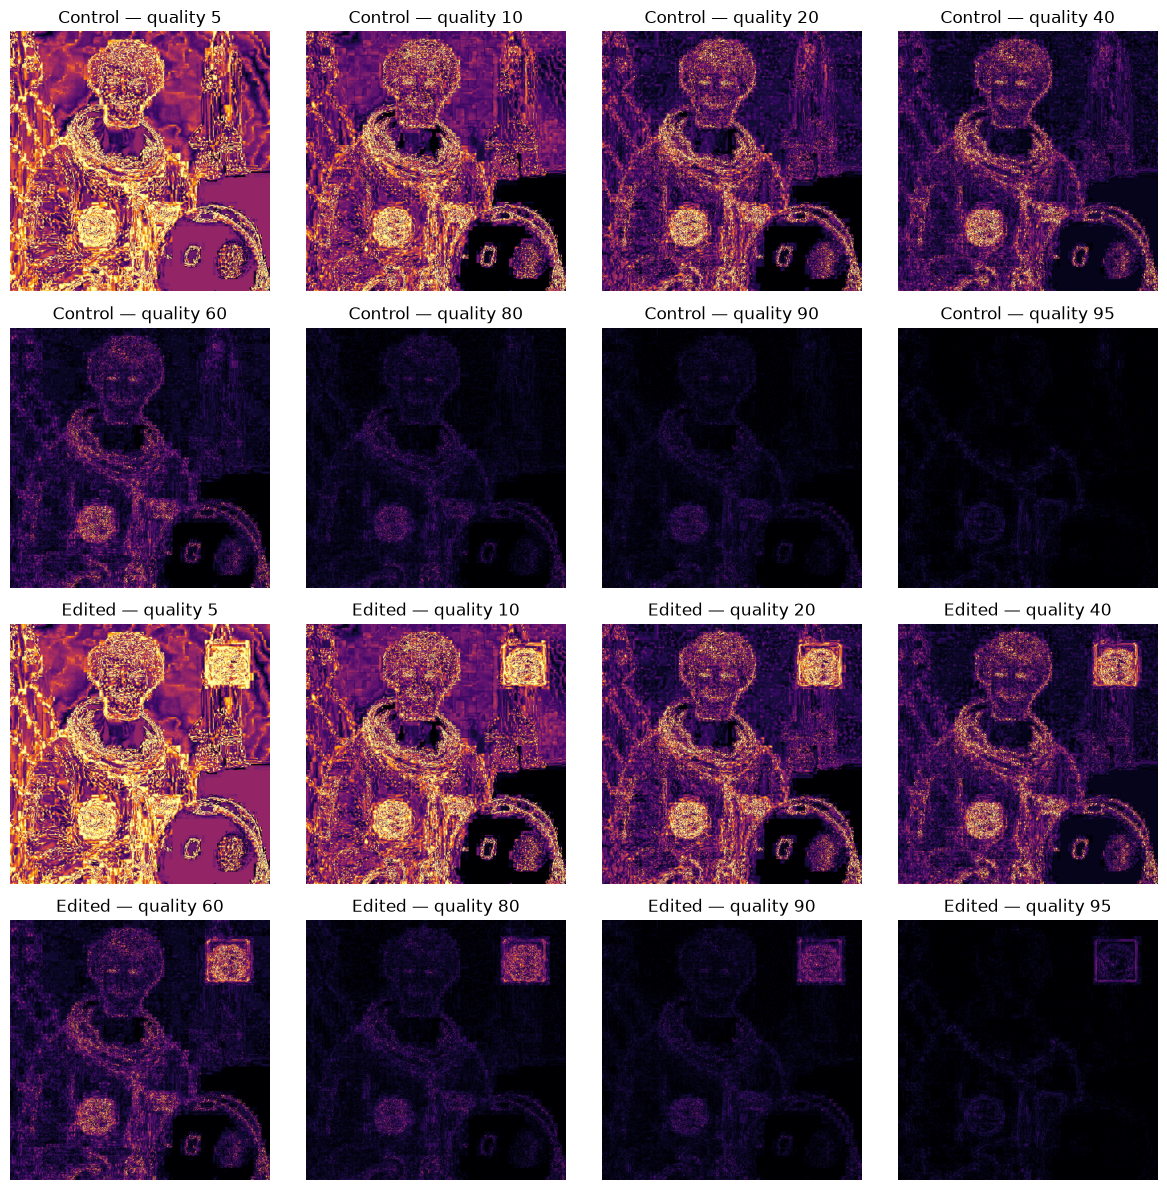 Control — quality 5
Control — quality 10
Control — quality 20
Control — quality 40
Control — quality 60
Control — quality 80
Control — quality 90
Control — quality 95
Edited — quality 5
Edited — quality 10
Edited — quality 20
Edited — quality 40
Edited — quality 60
Edited — quality 80
Edited — quality 90
Edited — quality 95